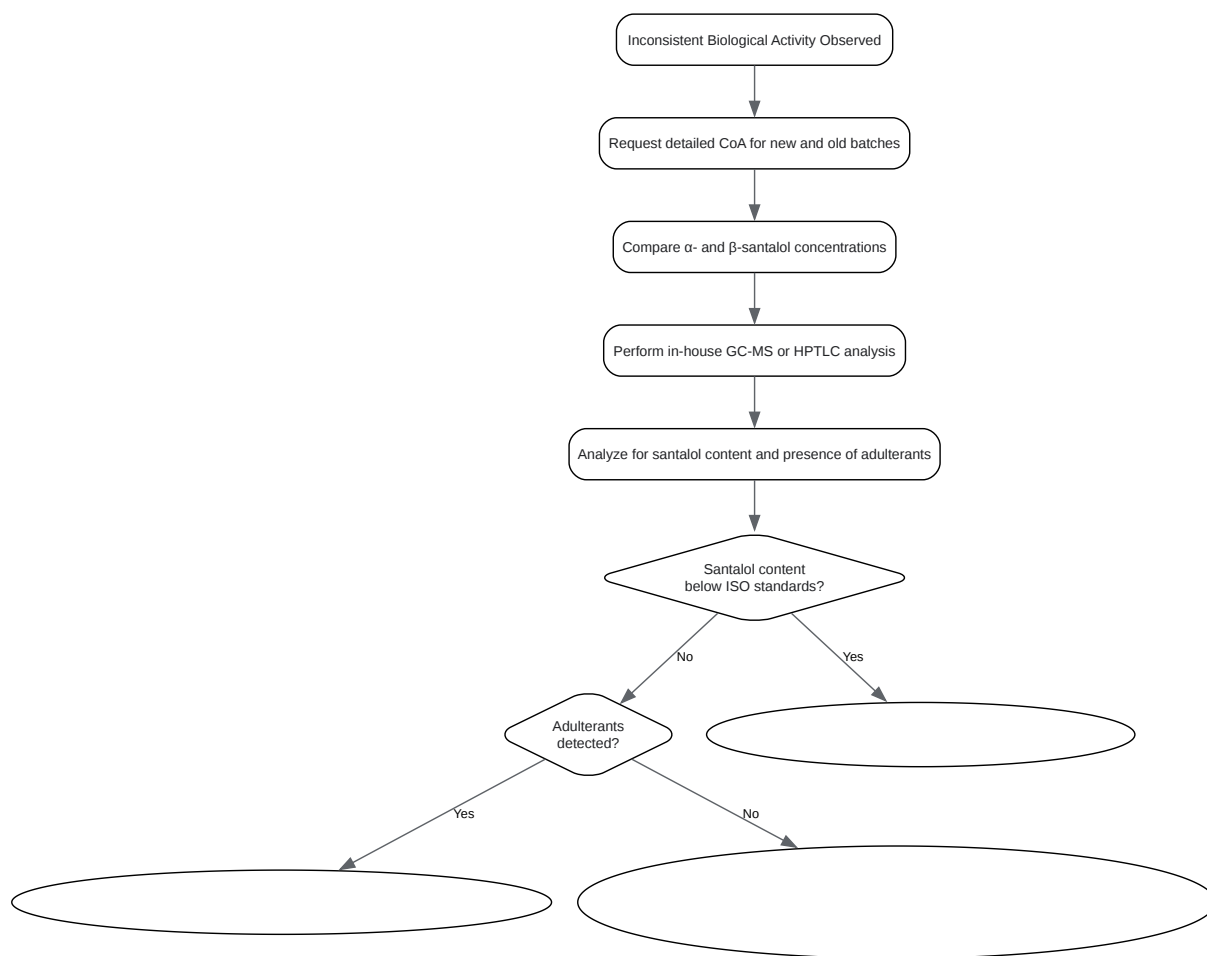 Inconsistent Biological Activity Observed
Request detailed CoA for new and old batches
Compare α- and β-santalol concentrations
Perform in-house GC-MS or HPTLC analysis
Analyze for santalol content and presence of adulterants
Santalol content
below ISO standards?
No
Yes
Adulterants
detected?
Yes
No